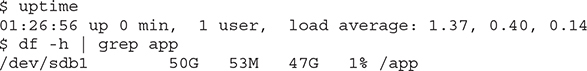 $ uptime
01:26:56 up 0 min,  1 user,  load average: 1.37, 0.40, 0.14
$ df -h | grep app
/dev/sdb1        50G   53M   47G   1% /app